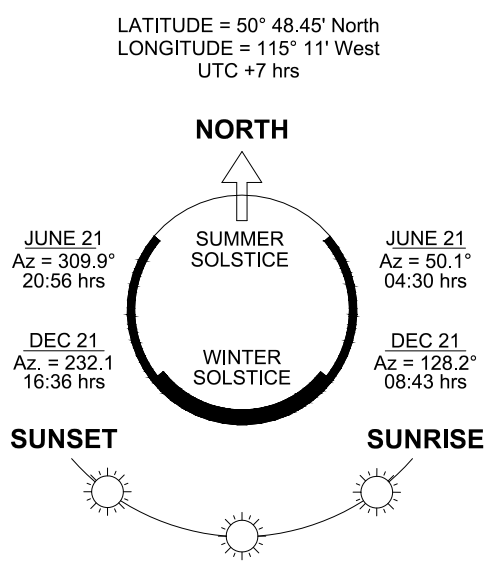 LATITUDE = 50° 48.45' North
LONGITUDE = 115° 11' West
UTC +7 hrs
NORTH
JUNE 21
Az = 309.9°
20:56 hrs
SUMMER
SOLSTICE
JUNE 21
Az = 50.1°
04:30 hrs
DEC 21
Az. = 232.1
16:36 hrs
WINTER
SOLSTICE
DEC 21
Az = 128.2°
08:43 hrs
SUNSET
SUNRISE